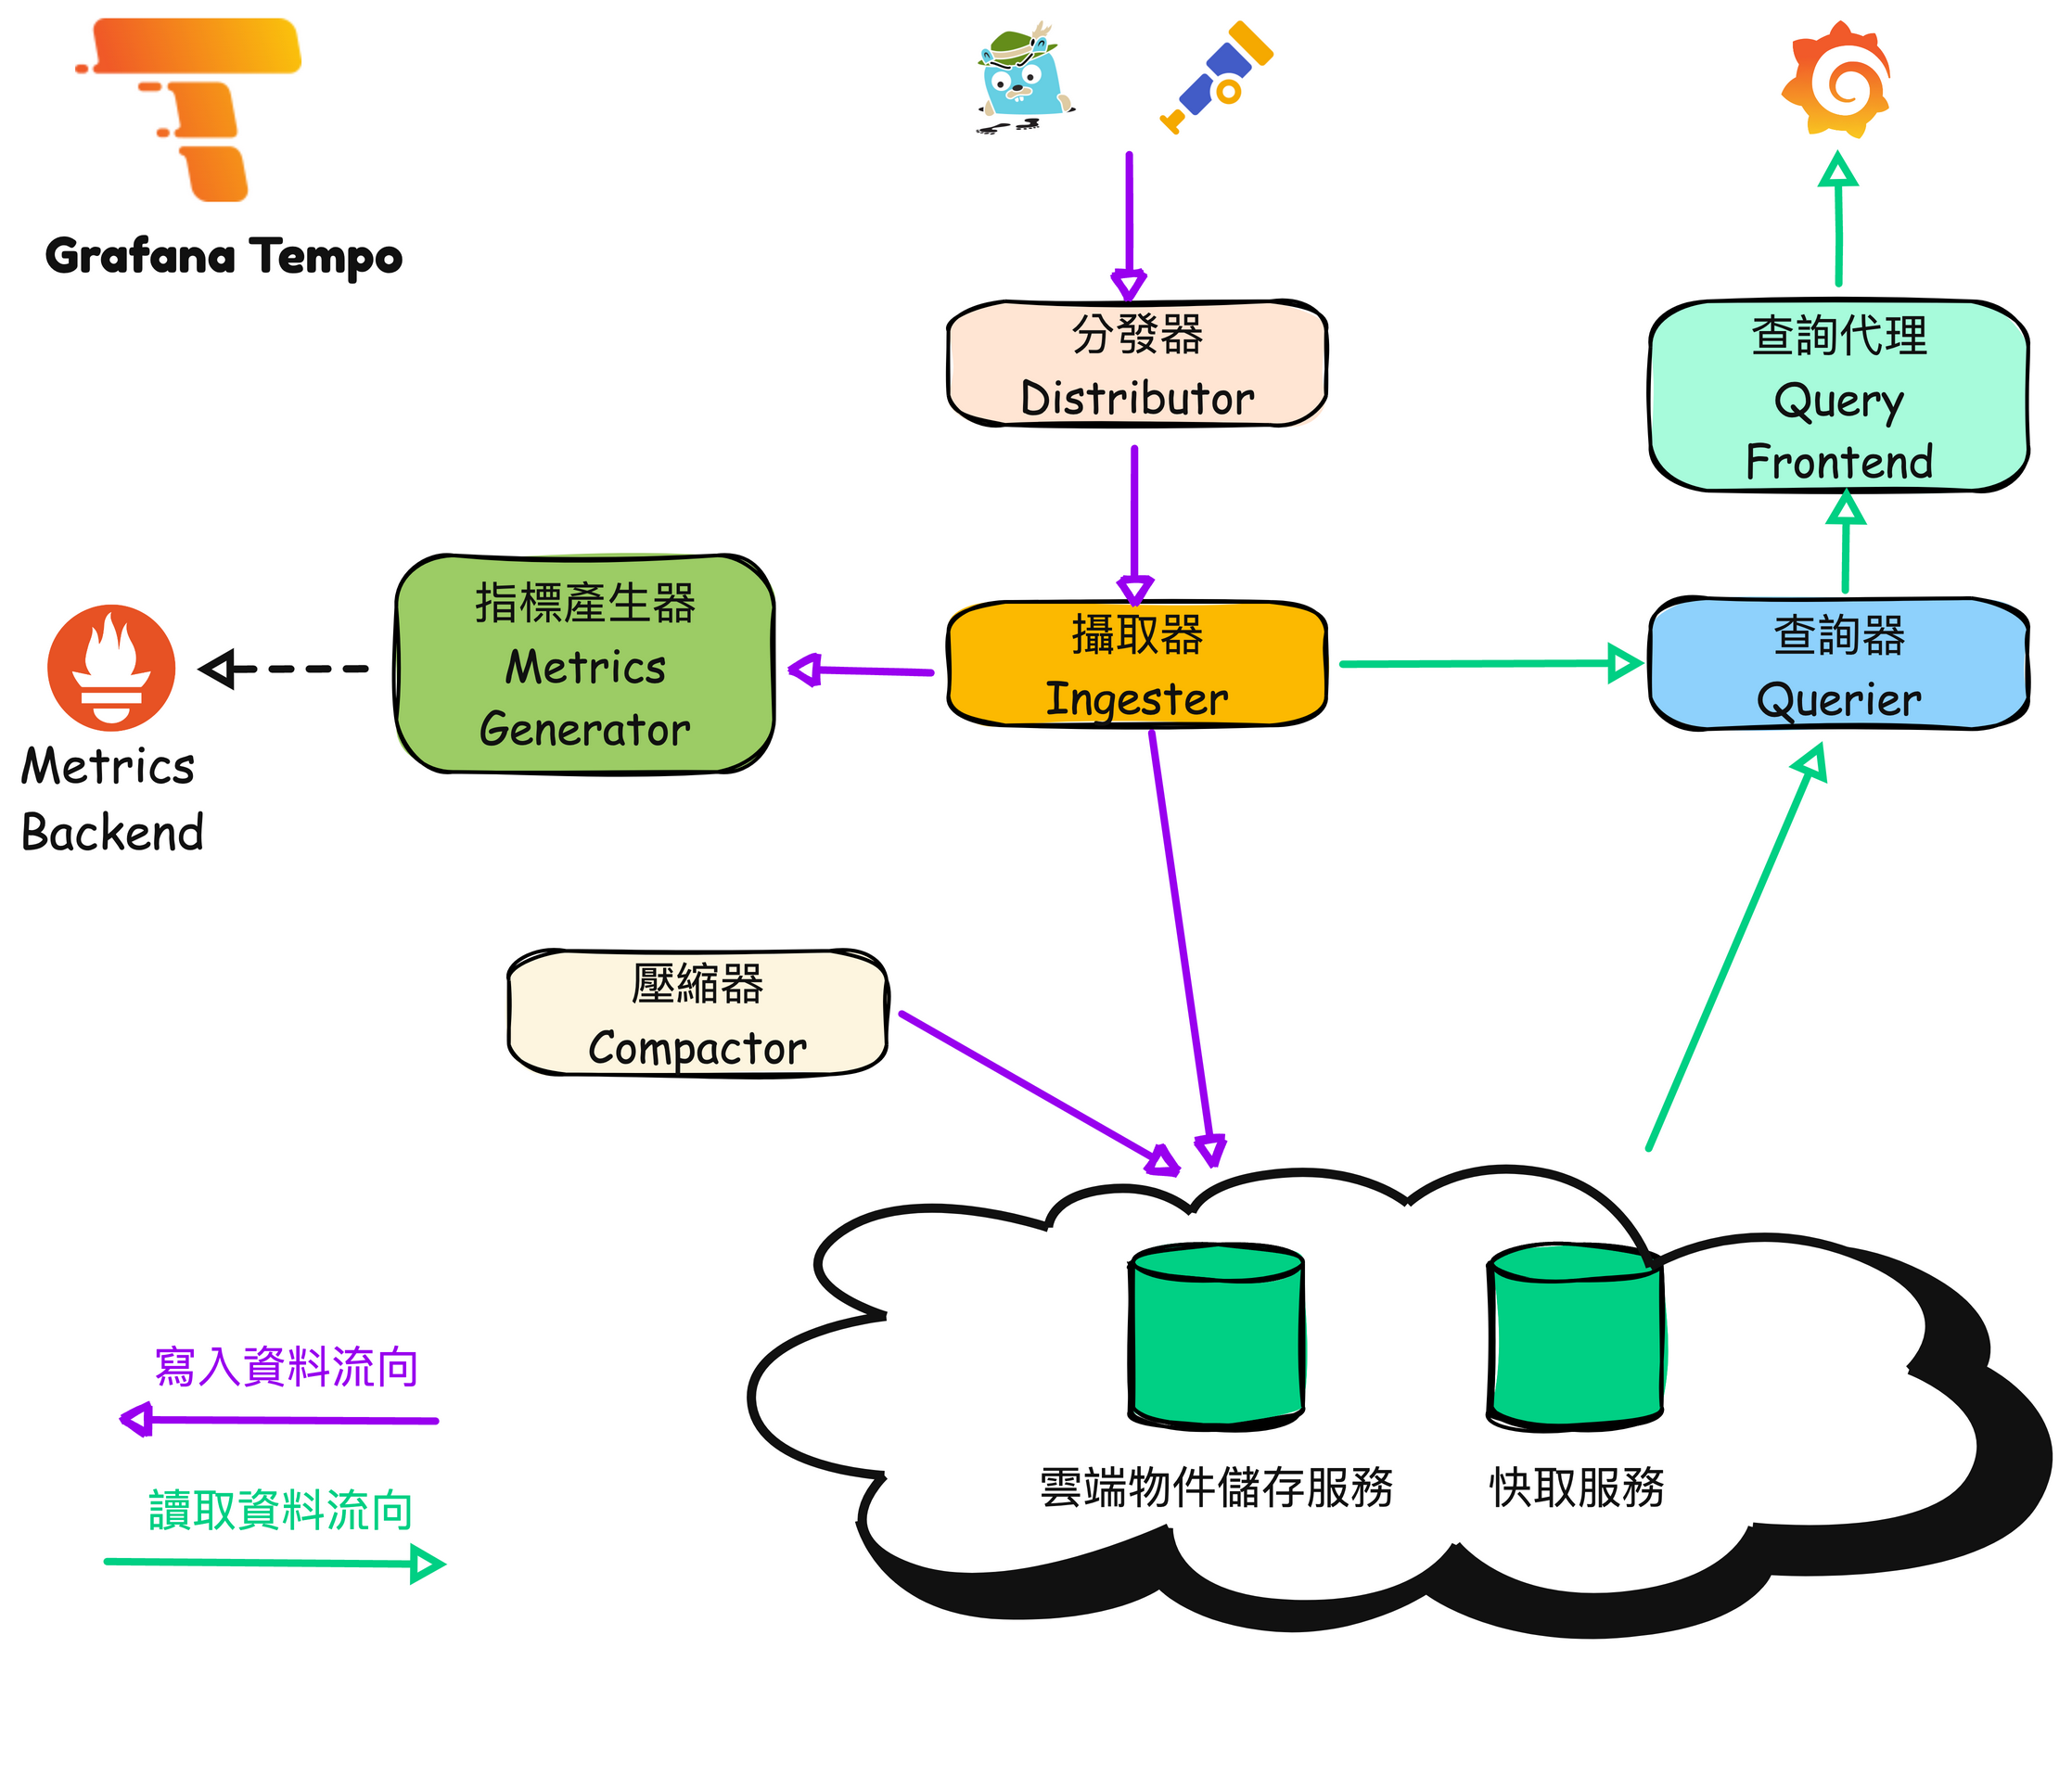 Grafana Tempo
分發器
Distributor
查詢代理
Query
Frontend
指標產生器
Metrics
Generator
攝取器
Ingester
查詢器
Querier
Metrics
Backend
壓縮器
Compactor
寫入資料流向
讀取資料流向
雲端物件儲存服務
快取服務